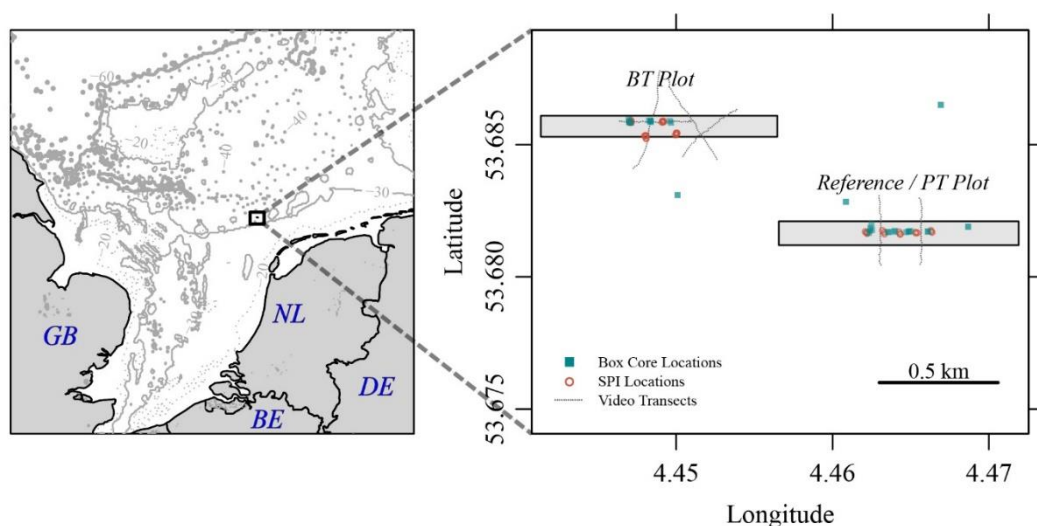 -60
-40
-40
-30
-20
20
GB
NL
DE
BE
BT Plot
Reference / PT Plot
Box Core Locations
SPI Locations
Video Transects
0.5 km
Latitude
53.685
53.680
53.675
4.45
4.46
4.47
Longitude